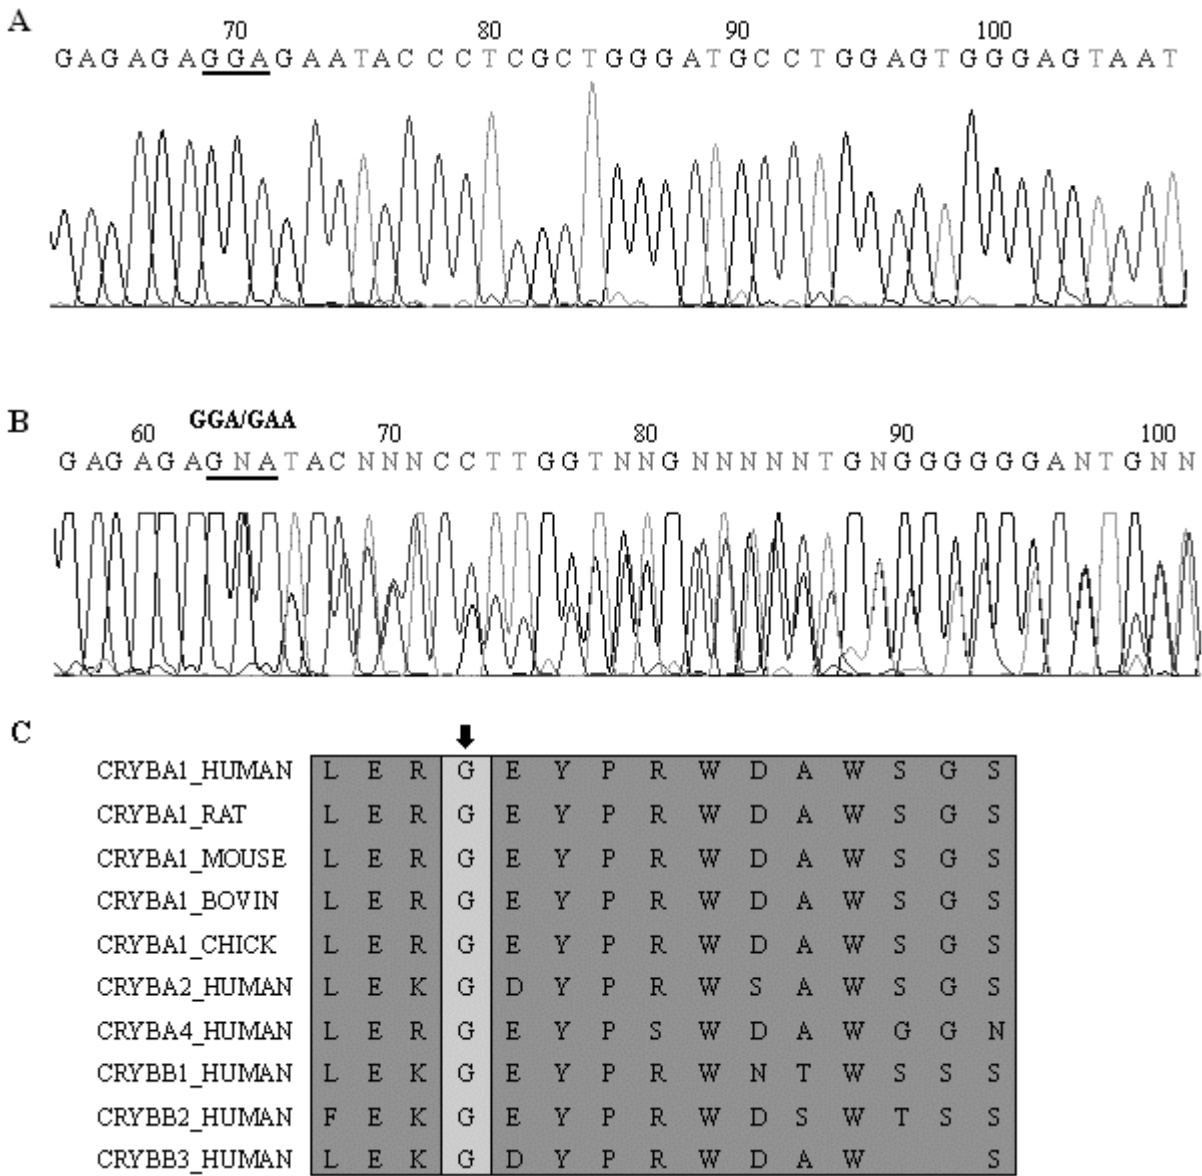 A
70 80 90 100
GAGAGAGGAGAATACCCTCGCTGGGATGCCTGGAGTGGGAGTAAT
B
GGA/GAA
60 70 80 90 100
GAGAGAGNATACNNNCCTTGGTNNGNNNNNTGNGGGGGGANTGNN
C
CRYBA1_HUMAN L E R G E Y P R W D A W S G S
CRYBA1_RAT L E R G E Y P R W D A W S G S
CRYBA1_MOUSE L E R G E Y P R W D A W S G S
CRYBA1_BOVIN L E R G E Y P R W D A W S G S
CRYBA1_CHICK L E R G E Y P R W D A W S G S
CRYBA2_HUMAN L E K G D Y P R W S A W S G S
CRYBA4_HUMAN L E R G E Y P S W D A W G G N
CRYBB1_HUMAN L E K G E Y P R W N T W S S S
CRYBB2_HUMAN F E K G E Y P R W D S W T S S
CRYBB3_HUMAN L E K G D Y P R W D A W S